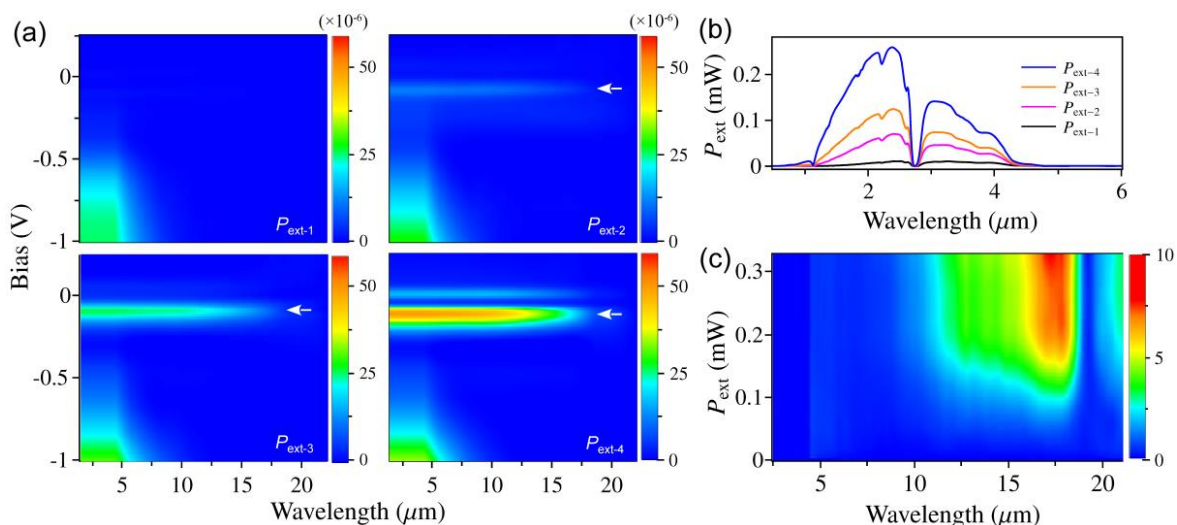 (a)
(×10-6)
0
-0.5
-1
50
25
0
Pext-1
(×10-6)
50
25
0
Pext-2
Bias (V)
0
-0.5
-1
5
10
15
20
50
25
0
Pext-3
5
10
15
20
50
25
0
Pext-4
Wavelength (μm)
(b)
Pext (mW)
0.2
0.1
0
2
4
6
Pext−4
Pext−3
Pext−2
Pext−1
Wavelength (μm)
(c)
Pext (mW)
0.3
0.2
0.1
0
5
10
15
20
10
5
0
Wavelength (μm)